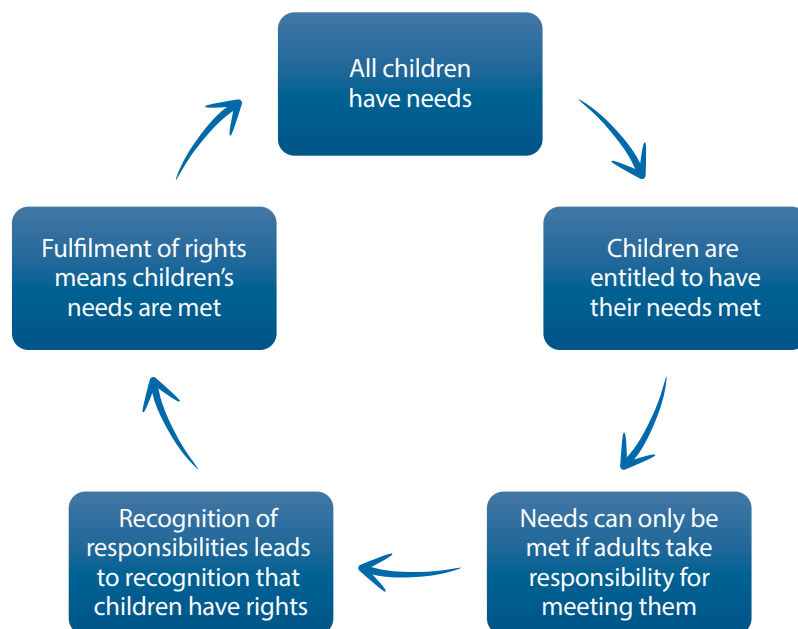 All children
have needs
Children are
entitled to have
their needs met
Needs can only be
met if adults take
responsibility for
meeting them
Recognition of
responsibilities leads
to recognition that
children have rights
Fulfilment of rights
means children’s
needs are met